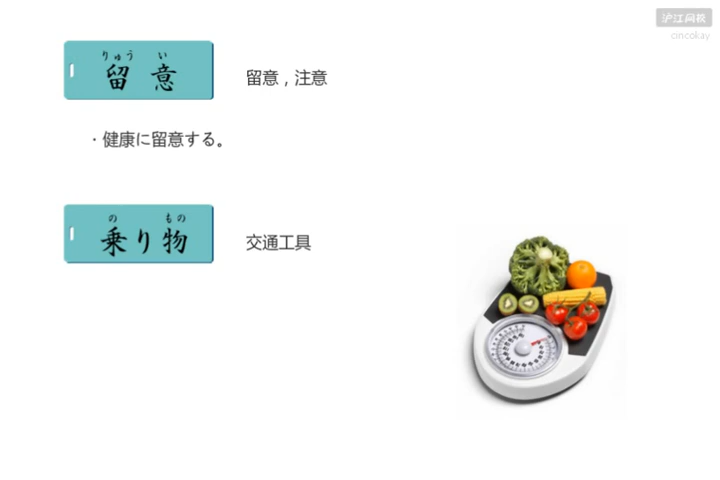 沪江网校
cincokay
りゅう い
留 意
留意，注意
・健康に留意する。
の もの
乗り物
交通工具